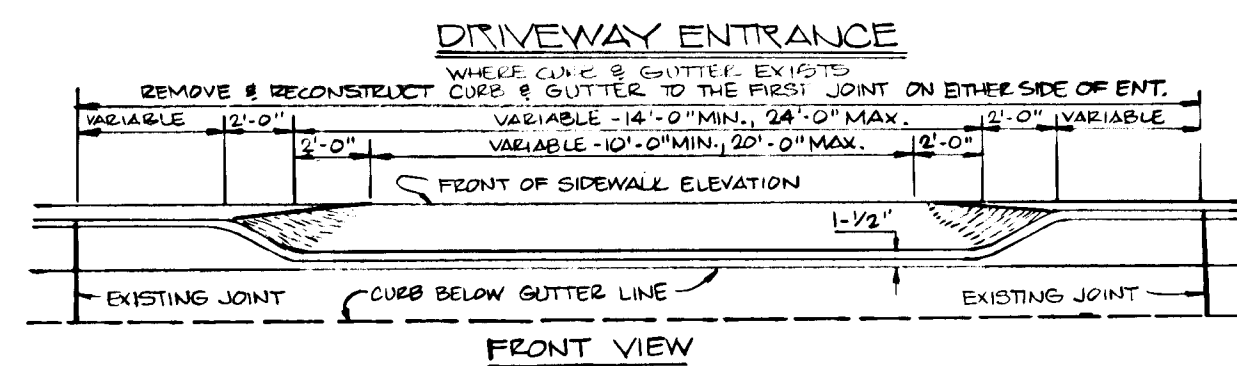 DRIVEWAY ENTRANCE
WHERE CURB & GUTTER EXISTS
REMOVE & RECONSTRUCT CURB & GUTTER TO THE FIRST JOINT ON EITHER SIDE OF ENT.
VARIABLE 2'-0" VARIABLE -14'-0" MIN., 24'-0" MAX. 2'-0" VARIABLE
2'-0" VARIABLE -10'-0" MIN., 20'-0" MAX. 2'-0"
FRONT OF SIDEWALK ELEVATION
1-1/2"
EXISTING JOINT CURB BELOW GUTTER LINE EXISTING JOINT
FRONT VIEW